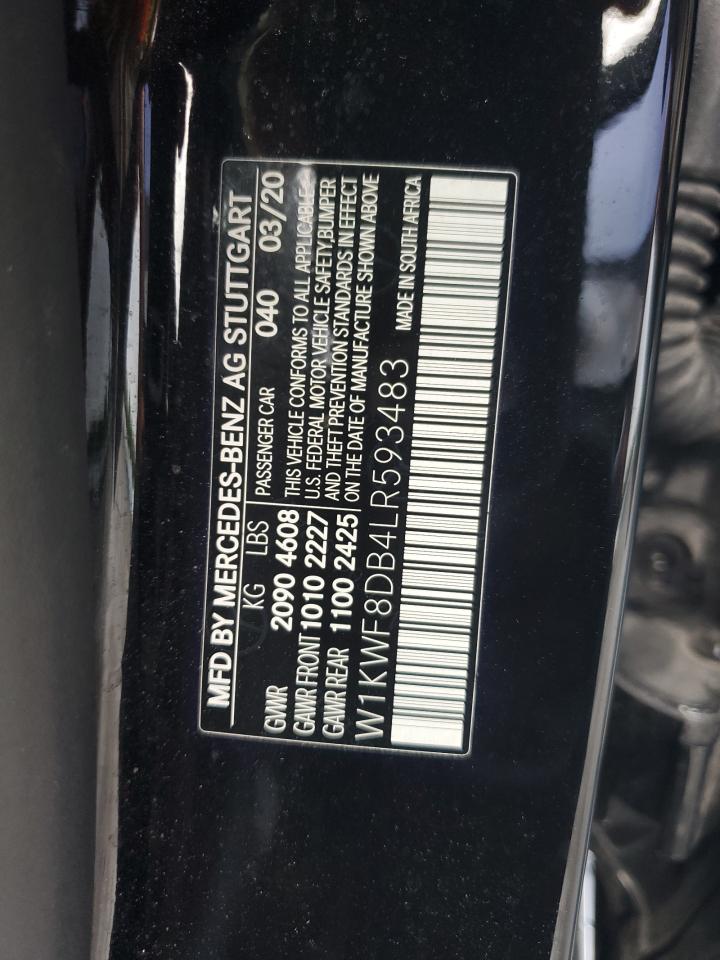 MFD BY MERCEDES-BENZ AG STUTTGART
KG LBS PASSENGER CAR 040 03/20
GWWR 2090 4608
GAWR FRONT 1010 2227
GAWR REAR 1100 2425
THIS VEHICLE CONFORMS TO ALL APPLICABLE
U.S. FEDERAL MOTOR VEHICLE SAFETY, BUMPER
AND THEFT PREVENTION STANDARDS IN EFFECT
ON THE DATE OF MANUFACTURE SHOWN ABOVE
W1KWF8DB4LR593483 MADE IN SOUTH AFRICA